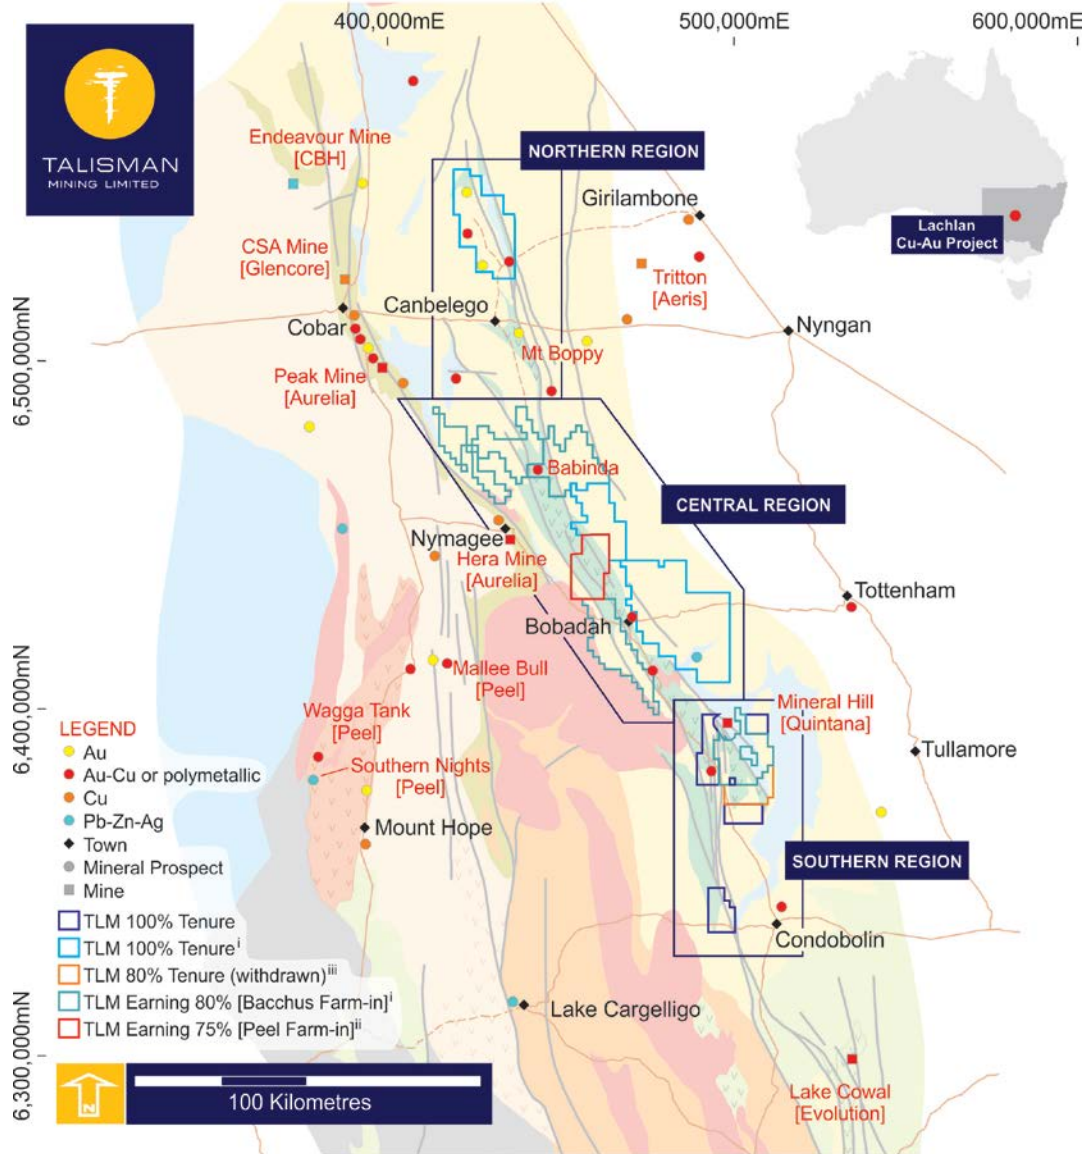 400,000mE
500,000mE
600,000mE
TALISMAN
MINING LIMITED
Endeavour Mine
[CBH]
NORTHERN REGION
Girilambone
Lachlan
Cu-Au Project
CSA Mine
[Glencore]
Tritton
[Aeris]
Canbelego
Cobar
Nyngan
Mt Boppy
6,500,000mN
Peak Mine
[Aurelia]
Babinda
CENTRAL REGION
Nymagee
Hera Mine
[Aurelia]
Tottenham
Bobadah
Mallee Bull
[Peel]
6,400,000mN
Wagga Tank
[Peel]
Mineral Hill
[Quintana]
Southern Nights
[Peel]
Tullamore
Mount Hope
SOUTHERN REGION
Condobolin
Lake Cargelligo
6,300,000mN
Lake Cowal
[Evolution]
LEGEND
Au
Au-Cu or polymetallic
Cu
Pb-Zn-Ag
Town
Mineral Prospect
Mine
TLM 100% Tenure
TLM 100% Tenure i
TLM 80% Tenure (withdrawn) iii
TLM Earning 80% [Bacchus Farm-in] i
TLM Earning 75% [Peel Farm-in] ii
N
100 Kilometres